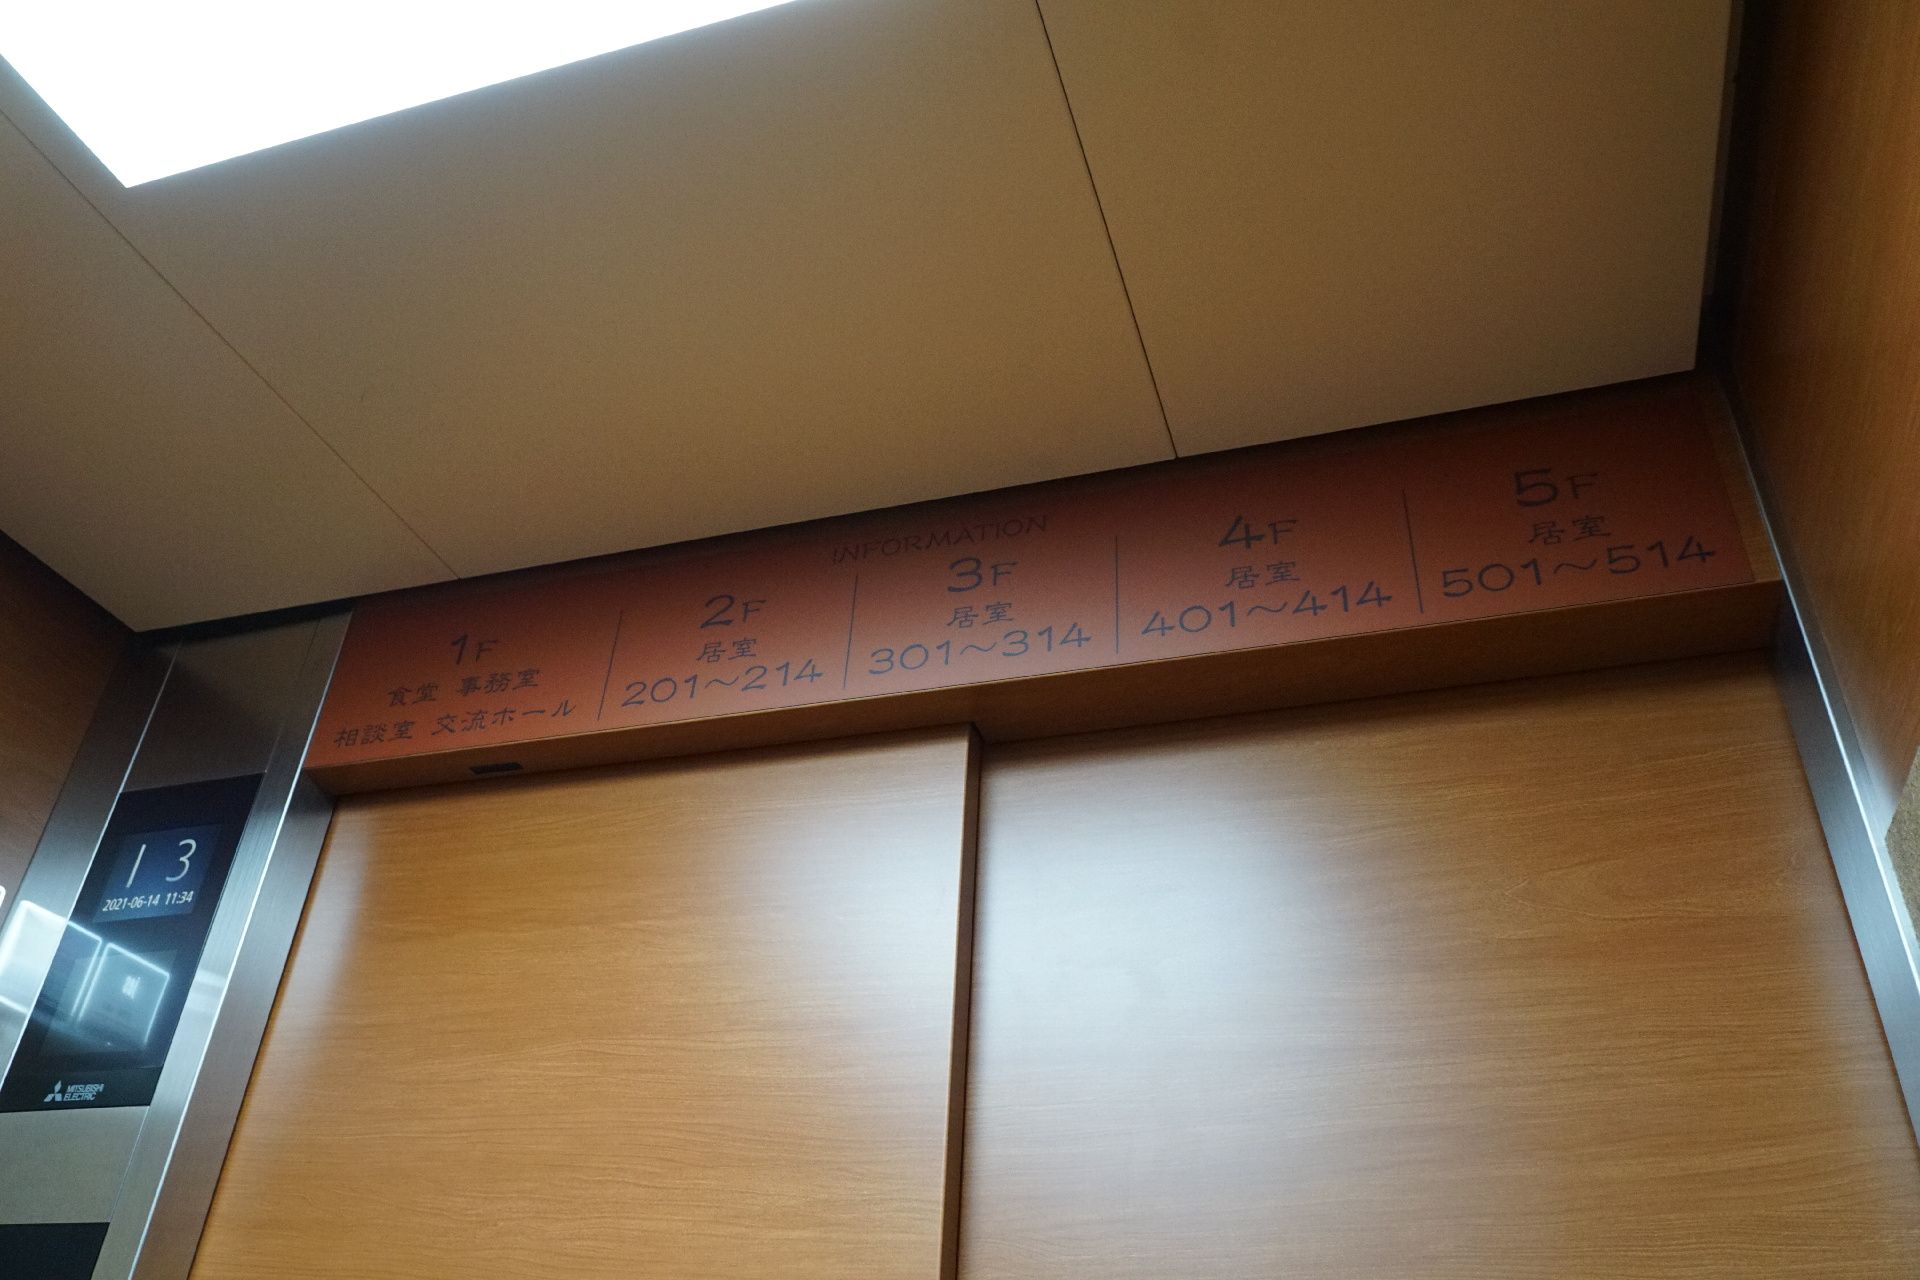 INFORMATION
1F
食堂 事務室
相談室 交流ホール
2F
居室
201～214
3F
居室
301～314
4F
居室
401～414
5F
居室
501～514
3
2021-06-14 11:34
MITSUBISHI
ELECTRIC